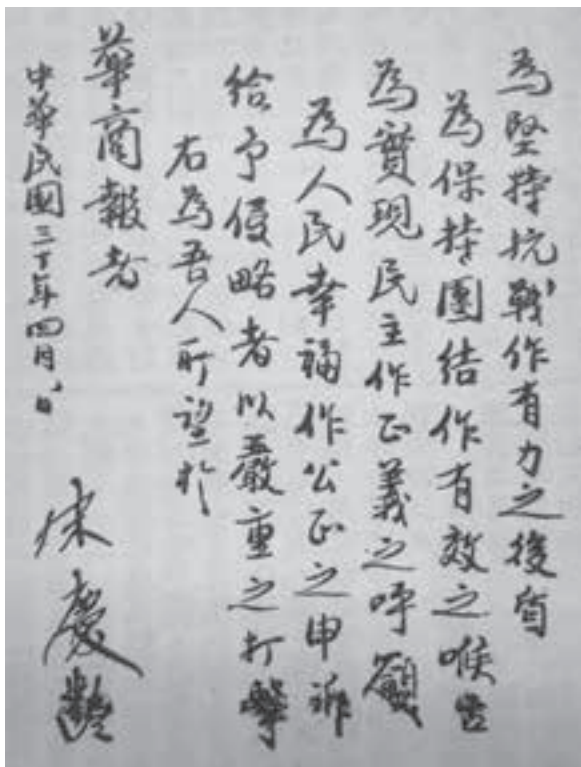 為堅持抗戰作有力之後盾
為保持團結作有效之喉舌
為實現民主作正義之呼籲
為人民幸福作公正之申訴
給予侵略者以嚴重之打擊
右為吾人所望於
華商報者
中華民國三十年四月 日
宋慶齡